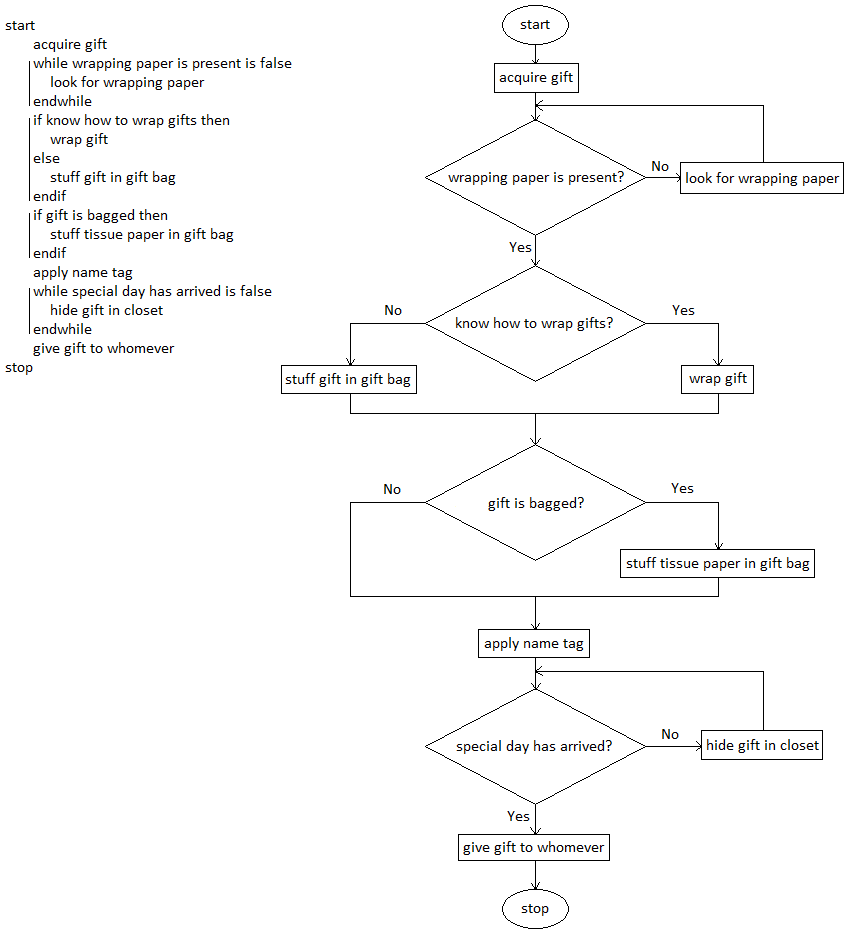 start
acquire gift
while wrapping paper is present is false
look for wrapping paper
endwhile
if know how to wrap gifts then
wrap gift
else
stuff gift in gift bag
endif
if gift is bagged then
stuff tissue paper in gift bag
endif
apply name tag
while special day has arrived is false
hide gift in closet
endwhile
give gift to whomever
stop
start
acquire gift
wrapping paper is present?
No
look for wrapping paper
Yes
know how to wrap gifts?
No
Yes
stuff gift in gift bag
wrap gift
gift is bagged?
No
Yes
stuff tissue paper in gift bag
apply name tag
special day has arrived?
No
hide gift in closet
Yes
give gift to whomever
stop